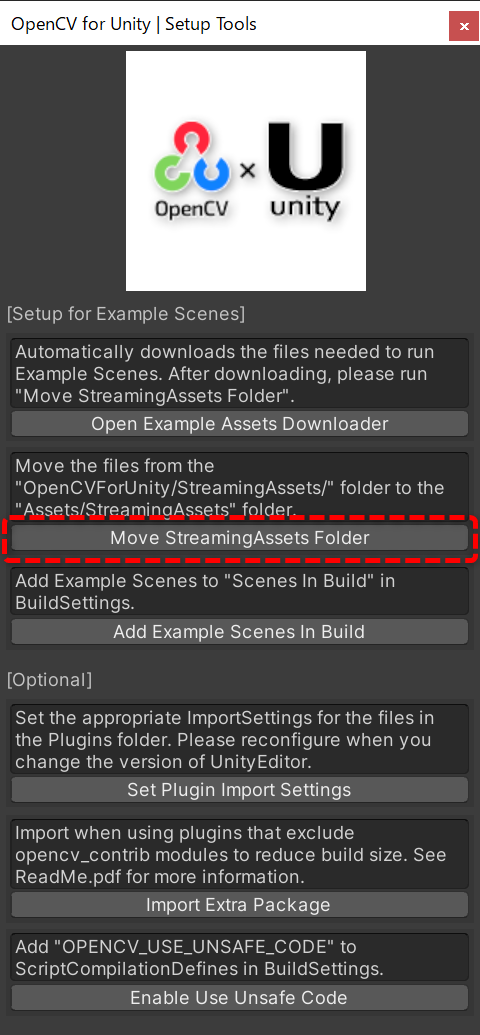 OpenCV for Unity | Setup Tools
×
OpenCV
×
U
unity
[Setup for Example Scenes]
Automatically downloads the files needed to run
Example Scenes. After downloading, please run
"Move StreamingAssets Folder".
Open Example Assets Downloader
Move the files from the
"OpenCVForUnity/StreamingAssets/" folder to the
"Assets/StreamingAssets" folder.
Move StreamingAssets Folder
Add Example Scenes to "Scenes In Build" in
BuildSettings.
Add Example Scenes In Build
[Optional]
Set the appropriate ImportSettings for the files in
the Plugins folder. Please reconfigure when you
change the version of UnityEditor.
Set Plugin Import Settings
Import when using plugins that exclude
opencv_contrib modules to reduce build size. See
ReadMe.pdf for more information.
Import Extra Package
Add "OPENCV_USE_UNSAFE_CODE" to
ScriptCompilationDefines in BuildSettings.
Enable Use Unsafe Code